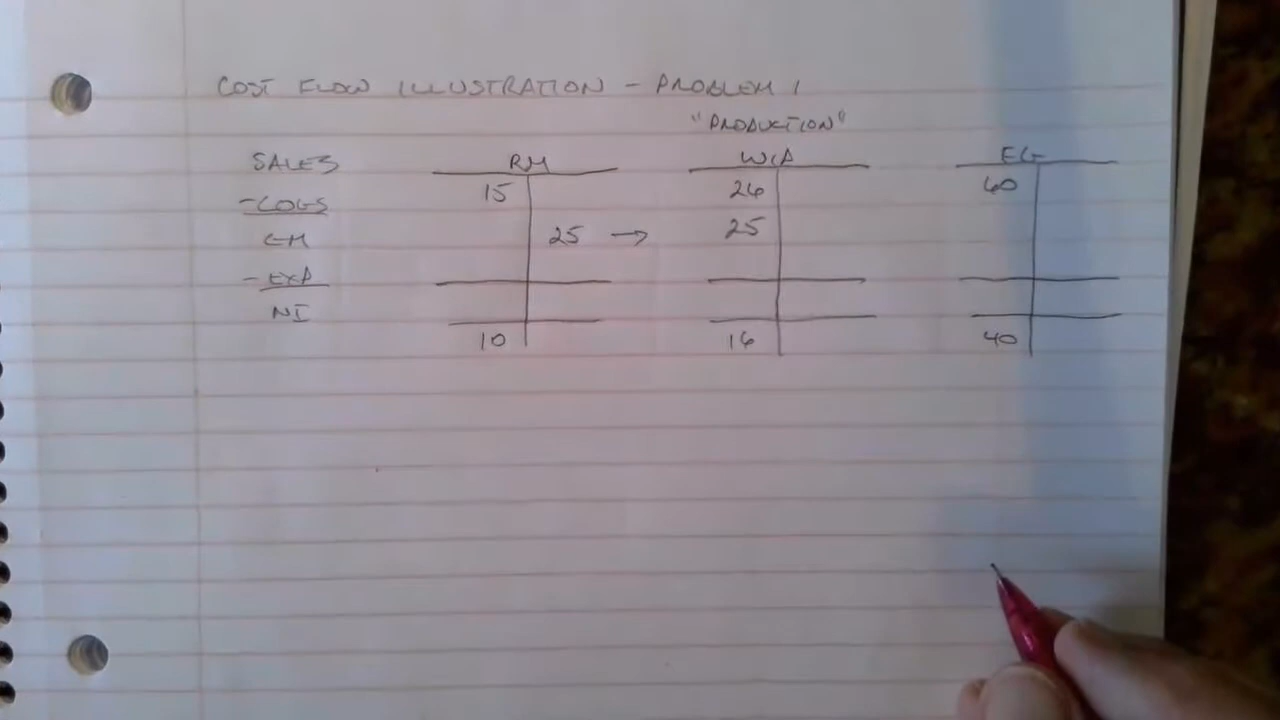 COST FLOW ILLUSTRATION - PROBLEM 1
"PRODUCTION"
SALES RM WIP FG
15 26 60
- COGS
GM 25 → 25
- EXP
NI
10 16 40